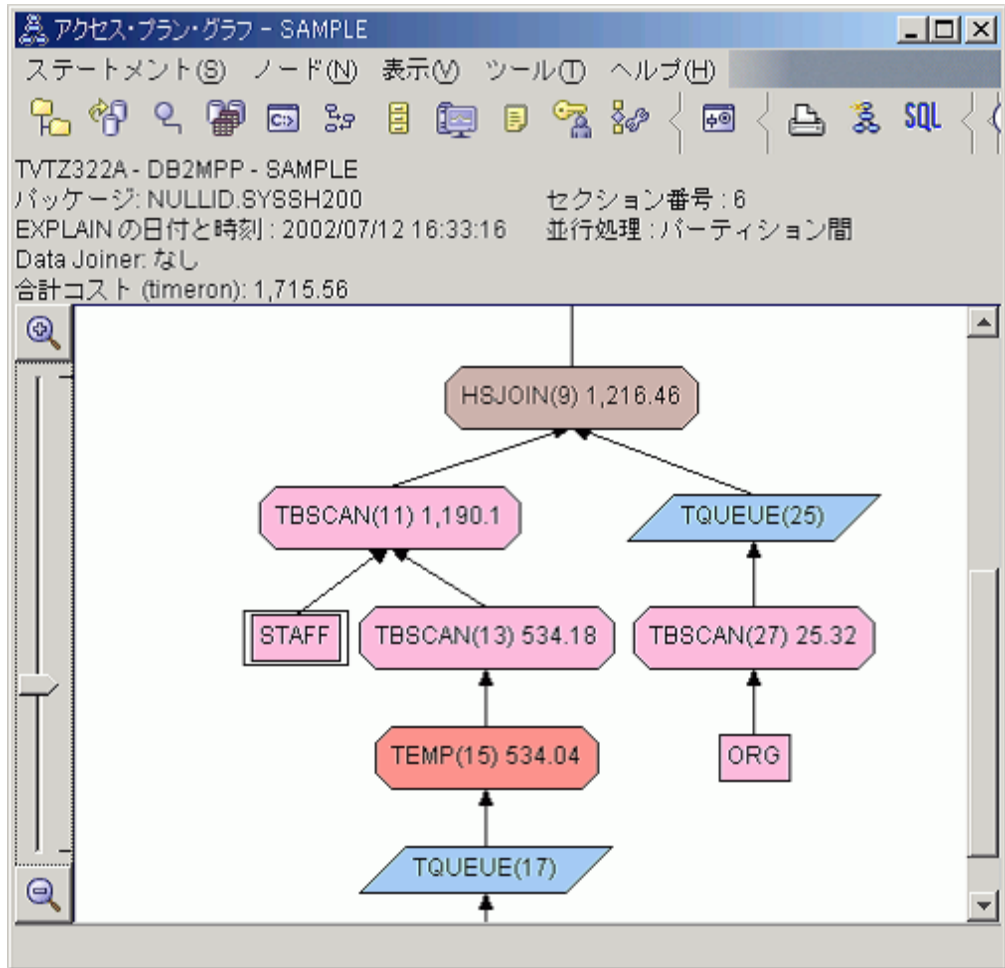 アクセス・プラン・グラフ - SAMPLE
ステートメント(S) ノード(N) 表示(V) ツール(T) ヘルプ(H)
SQL
TVTZ322A - DB2MPP - SAMPLE
パッケージ: NULLID.SYSSH200 セクション番号 : 6
EXPLAIN の日付と時刻 : 2002/07/12 16:33:16 並行処理 : パーティション間
Data Joiner: なし
合計コスト (timeron): 1,715.56
HSJOIN(9) 1,216.46
TBSCAN(11) 1,190.1 TQUEUE(25)
STAFF TBSCAN(13) 534.18 TBSCAN(27) 25.32
TEMP(15) 534.04 ORG
TQUEUE(17)